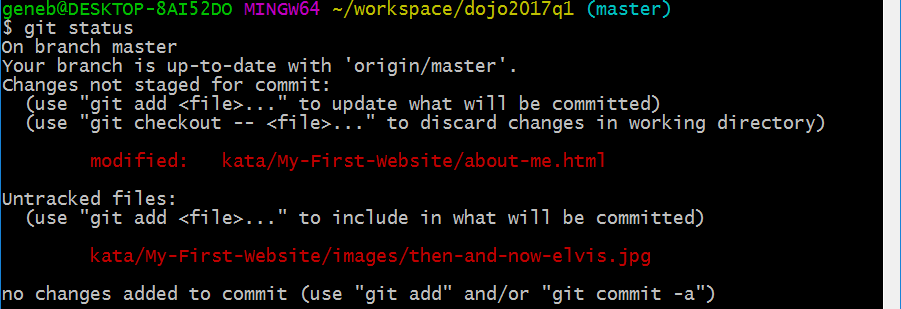 geneb@DESKTOP-8AI52DO MINGW64 ~/workspace/dojo2017q1 (master)
$ git status
On branch master
Your branch is up-to-date with 'origin/master'.
Changes not staged for commit:
  (use "git add <file>..." to update what will be committed)
  (use "git checkout -- <file>..." to discard changes in working directory)

        modified:   kata/My-First-Website/about-me.html

Untracked files:
  (use "git add <file>..." to include in what will be committed)

        kata/My-First-Website/images/then-and-now-elvis.jpg

no changes added to commit (use "git add" and/or "git commit -a")